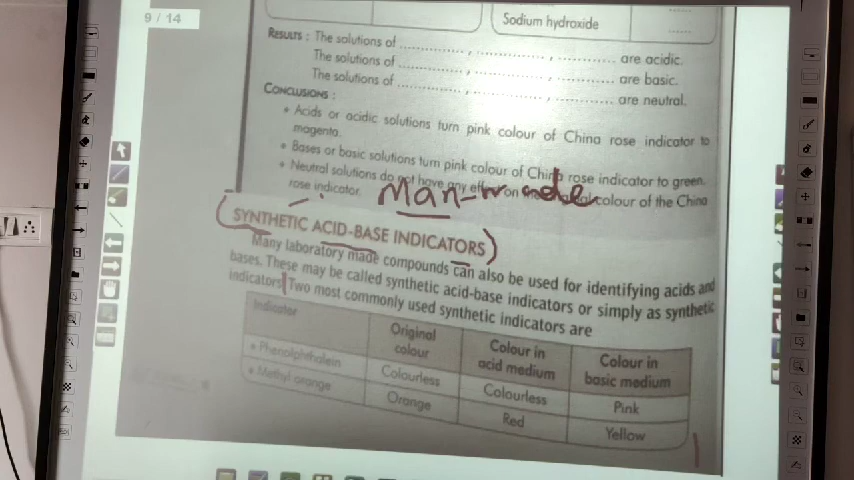 9 / 14
Sodium hydroxide
RESULTS : The solutions of ................ , ................ , ................ are acidic.
The solutions of ................ , ................ , ................ are basic.
The solutions of ................ , ................ , ................ are neutral.
CONCLUSIONS :
• Acids or acidic solutions turn pink colour of China rose indicator to
magenta.
• Bases or basic solutions turn pink colour of China rose indicator to green.
• Neutral solutions do not have any effect on colour of the China
rose indicator.
Man-made
SYNTHETIC ACID-BASE INDICATORS
Many laboratory made compounds can also be used for identifying acids and
bases. These may be called synthetic acid-base indicators or simply as synthetic
indicators. Two most commonly used synthetic indicators are
Indicator Original colour Colour in acid medium Colour in basic medium
• Phenolphthalein Colourless Colourless Pink
• Methyl orange Orange Red Yellow